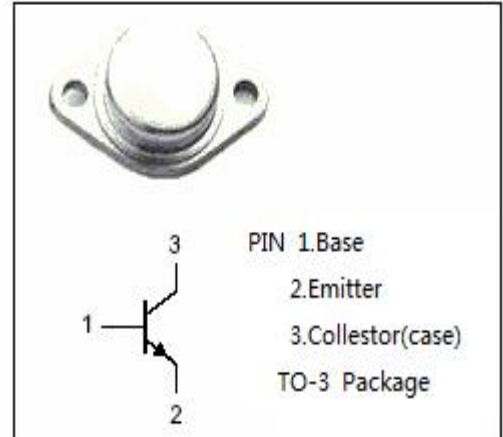 3
1
2
PIN 1.Base
2.Emitter
3.Collestor(case)
TO-3 Package